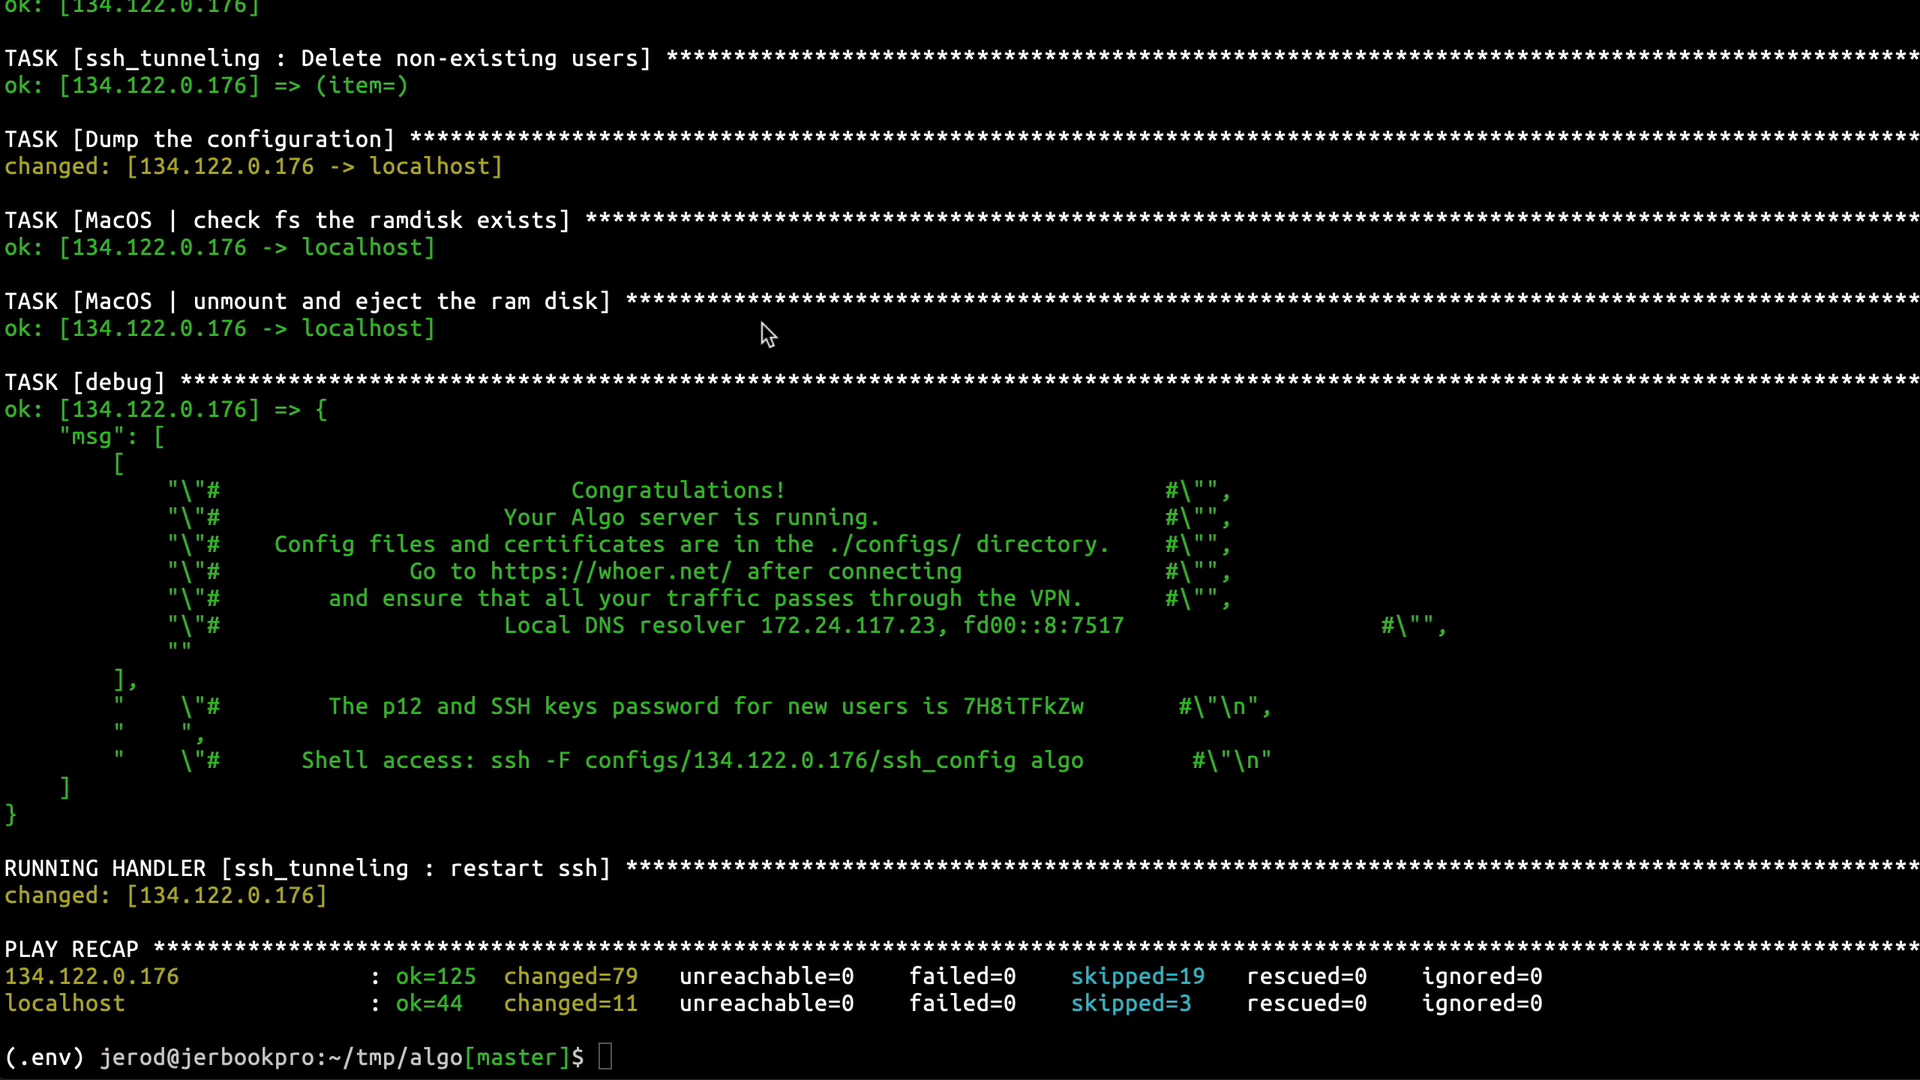 ok: [134.122.0.176]
TASK [ssh_tunneling : Delete non-existing users] *********************************************************************************************
ok: [134.122.0.176] => (item=)
TASK [Dump the configuration] ****************************************************************************************************************
changed: [134.122.0.176 -> localhost]
TASK [MacOS | check fs the ramdisk exists] ***************************************************************************************************
ok: [134.122.0.176 -> localhost]
TASK [MacOS | unmount and eject the ram disk] ************************************************************************************************
ok: [134.122.0.176 -> localhost]
TASK [debug] *********************************************************************************************************************************
ok: [134.122.0.176] => {
    "msg": [
        [
            "\"#                          Congratulations!                            #\"",
            "\"#                     Your Algo server is running.                     #\"",
            "\"#    Config files and certificates are in the ./configs/ directory.    #\"",
            "\"#              Go to https://whoer.net/ after connecting               #\"",
            "\"#        and ensure that all your traffic passes through the VPN.      #\"",
            "\"#                     Local DNS resolver 172.24.117.23, fd00::8:7517                   #\"",
            ""
        ],
        "    \"#        The p12 and SSH keys password for new users is 7H8iTFkZw       #\"\n",
        "    ",
        "    \"#      Shell access: ssh -F configs/134.122.0.176/ssh_config algo        #\"\n"
    ]
}
RUNNING HANDLER [ssh_tunneling : restart ssh] ************************************************************************************************
changed: [134.122.0.176]
PLAY RECAP ***********************************************************************************************************************************
134.122.0.176              : ok=125  changed=79   unreachable=0    failed=0    skipped=19   rescued=0    ignored=0
localhost                  : ok=44   changed=11   unreachable=0    failed=0    skipped=3    rescued=0    ignored=0
(.env) jerod@jerbookpro:~/tmp/algo[master]$